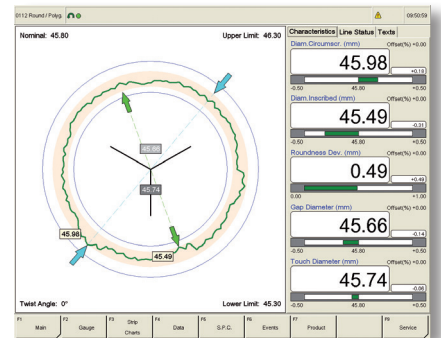 0112 Round / Polyg.
09:50:59
Nominal: 45.80
Upper Limit: 46.30
45.66
45.74
45.98
45.49
Twist Angle: 0°
Lower Limit: 45.30
Characteristics Line Status Texts
Diam.Circumscr. (mm) Offset(%) +0.00
45.98
+0.18
-0.50 45.80 +0.50
Diam.Inscribed (mm) Offset(%) +0.00
45.49
-0.31
-0.50 45.80 +0.50
Roundness Dev. (mm) Offset(%) +0.00
0.49
+0.49
0.00 +1.00
Gap Diameter (mm) Offset(%) +0.00
45.66
-0.14
-0.50 45.80 +0.50
Touch Diameter (mm) Offset(%) +0.00
45.74
-0.06
-0.50 45.80 +0.50
F1 Main
F2 Gauge
F3 Strip Charts
F4 Data
F5 S.P.C.
F6 Events
F7 Product
F9 Service